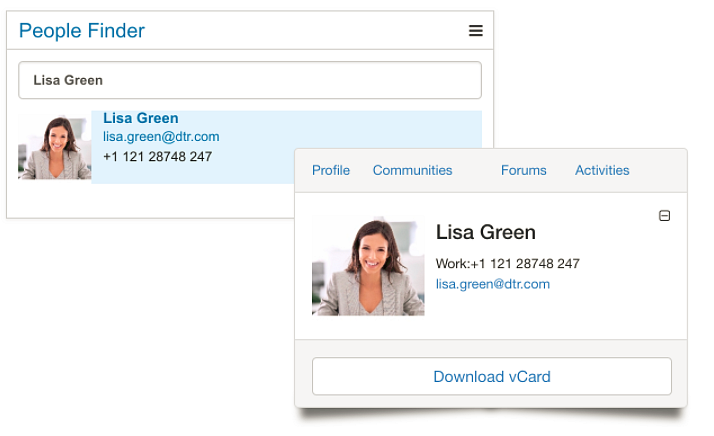 People Finder
Lisa Green
Lisa Green
lisa.green@dtr.com
+1 121 28748 247
Profile Communities Forums Activities
Lisa Green
Work:+1 121 28748 247
lisa.green@dtr.com
Download vCard